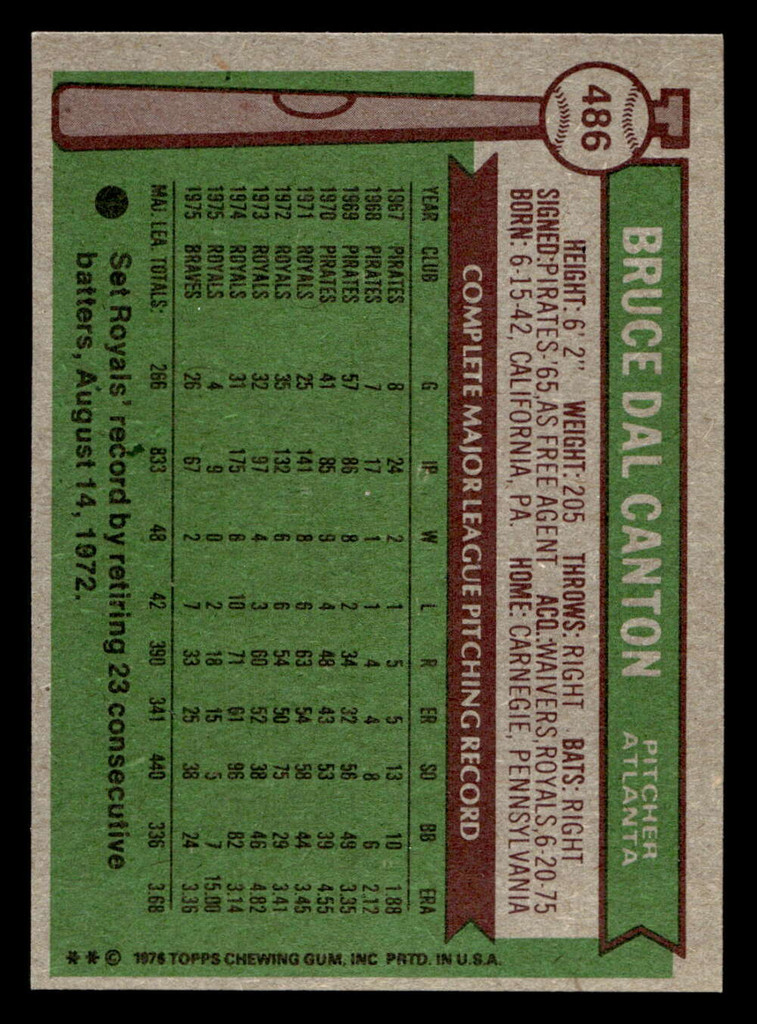 486
BRUCE DAL CANTON
PITCHER
ATLANTA
HEIGHT: 6' 2" WEIGHT: 205 THROWS: RIGHT BATS: RIGHT
SIGNED: PIRATES-'65, AS FREE AGENT ACQ.-WAIVERS, ROYALS, 6-20-75
BORN: 6-15-42, CALIFORNIA, PA. HOME: CARNEGIE, PENNSYLVANIA
COMPLETE MAJOR LEAGUE PITCHING RECORD
YEAR CLUB G IP W L R ER SO BB ERA
1967 PIRATES 8 24 2 1 5 5 13 10 1.88
1968 PIRATES 7 17 1 1 4 4 8 6 2.12
1969 PIRATES 57 86 8 2 34 32 56 49 3.35
1970 PIRATES 41 85 9 4 48 43 53 39 4.55
1971 ROYALS 25 141 8 6 63 54 58 44 3.45
1972 ROYALS 35 132 6 6 54 50 75 29 3.41
1973 ROYALS 32 97 4 3 60 52 38 46 4.82
1974 ROYALS 31 175 8 10 71 61 96 82 3.14
1975 ROYALS 4 9 0 2 18 15 5 7 15.00
1975 BRAVES 26 67 2 7 33 25 38 24 3.36
MAJ. LEA. TOTALS: 266 833 48 42 390 341 440 336 3.68
Set Royals' record by retiring 23 consecutive
batters, August 14, 1972.
** © 1976 TOPPS CHEWING GUM, INC. PRTD. IN U.S.A.